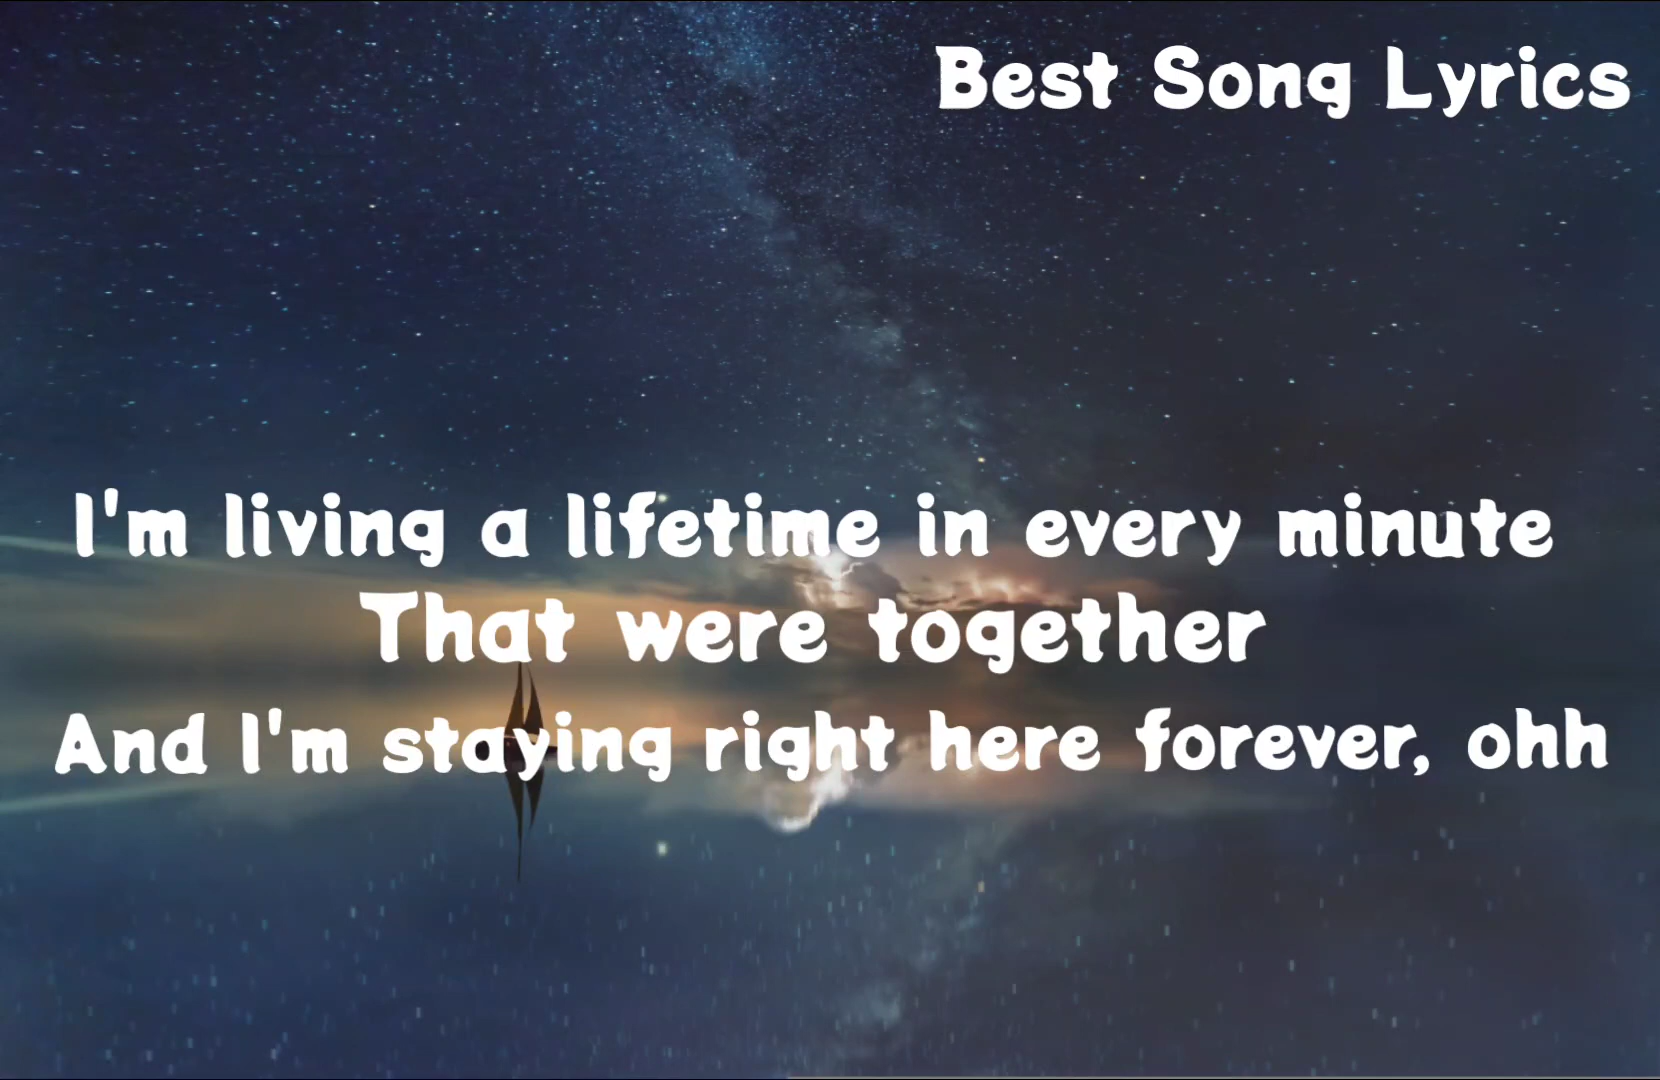 Best Song Lyrics
I'm living a lifetime in every minute
That were together
And I'm staying right here forever, ohh